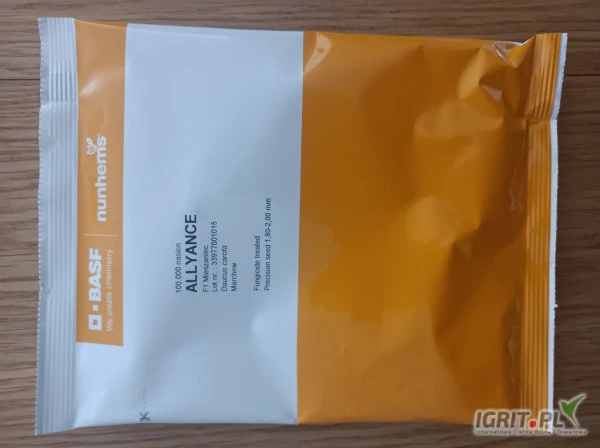 BASF
We create chemistry
nunhems
100.000 nasion
ALLYANCE
F1 Mieszaniec
Lot nr. : 33977001015
Daucus carota
Marchew
Fungicide treated
Precision seed 1,80-2,00 mm
IGRIT.PL